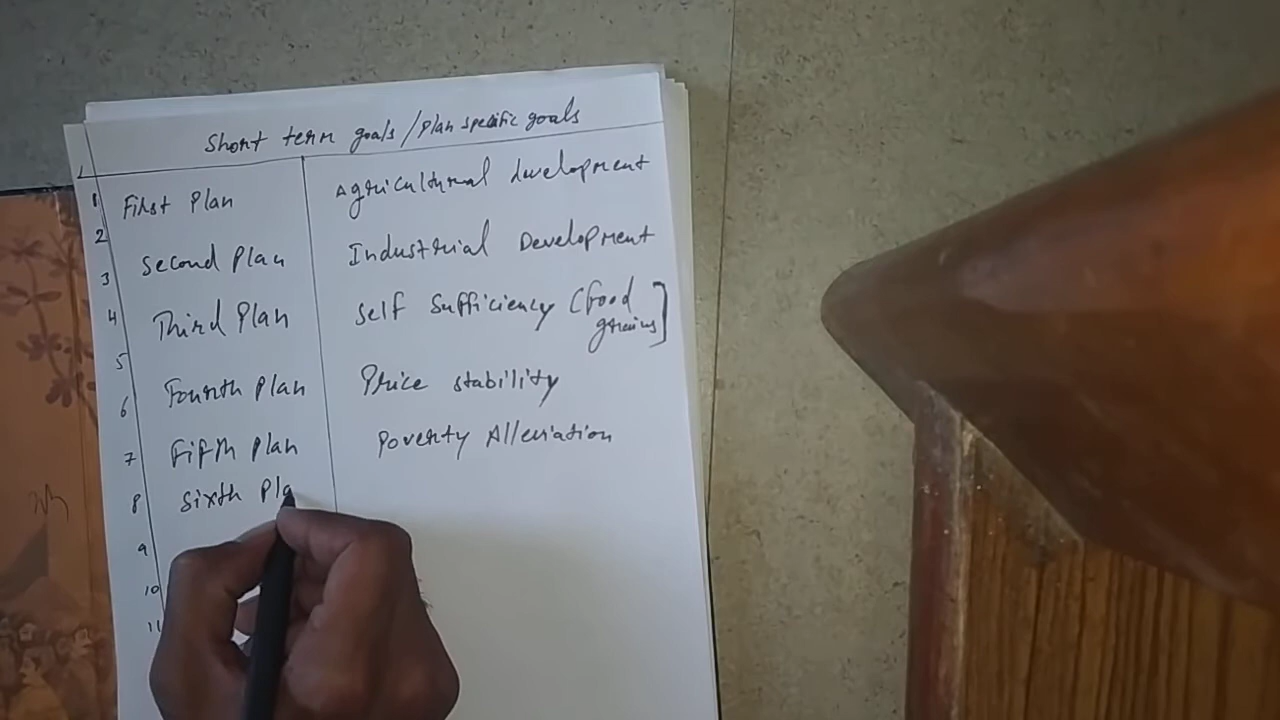 Short term goals / Plan specific goals
1 First Plan Agricultural development
2
Second Plan Industrial Development
3
Third Plan Self Sufficiency (food
grains]
4
5
Fourth Plan Price stability
6
Fifth Plan Poverty Alleviation
7
Sixth Pla
8
9
10
11